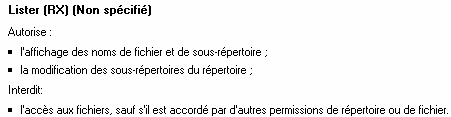 Lister (RX) (Non spécifié)
Autorise :
▪ l'affichage des noms de fichier et de sous-répertoire ;
▪ la modification des sous-répertoires du répertoire ;
Interdit:
▪ l'accès aux fichiers, sauf s'il est accordé par d'autres permissions de répertoire ou de fichier.